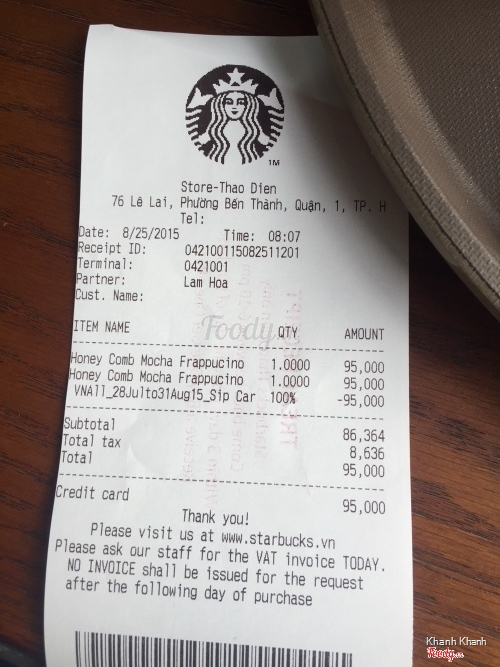 TM
Store-Thao Dien
76 Lê Lai, Phường Bến Thành, Quận, 1, TP. H
Tel:
Date: 8/25/2015 Time: 08:07
Receipt ID: 042100115082511201
Terminal: 0421001
Partner: Lam Hoa
Cust. Name:
ITEM NAME QTY AMOUNT
Honey Comb Mocha Frappucino 1.0000 95,000
Honey Comb Mocha Frappucino 1.0000 95,000
VNAll_28Julto31Aug15_Sip Car 100% -95,000
Subtotal 86,364
Total tax 8,636
Total 95,000
Credit card 95,000
Thank you!
Please visit us at www.starbucks.vn
Please ask our staff for the VAT invoice TODAY.
NO INVOICE shall be issued for the request
after the following day of purchase
Foody
Khanh Khanh
Foody.vn